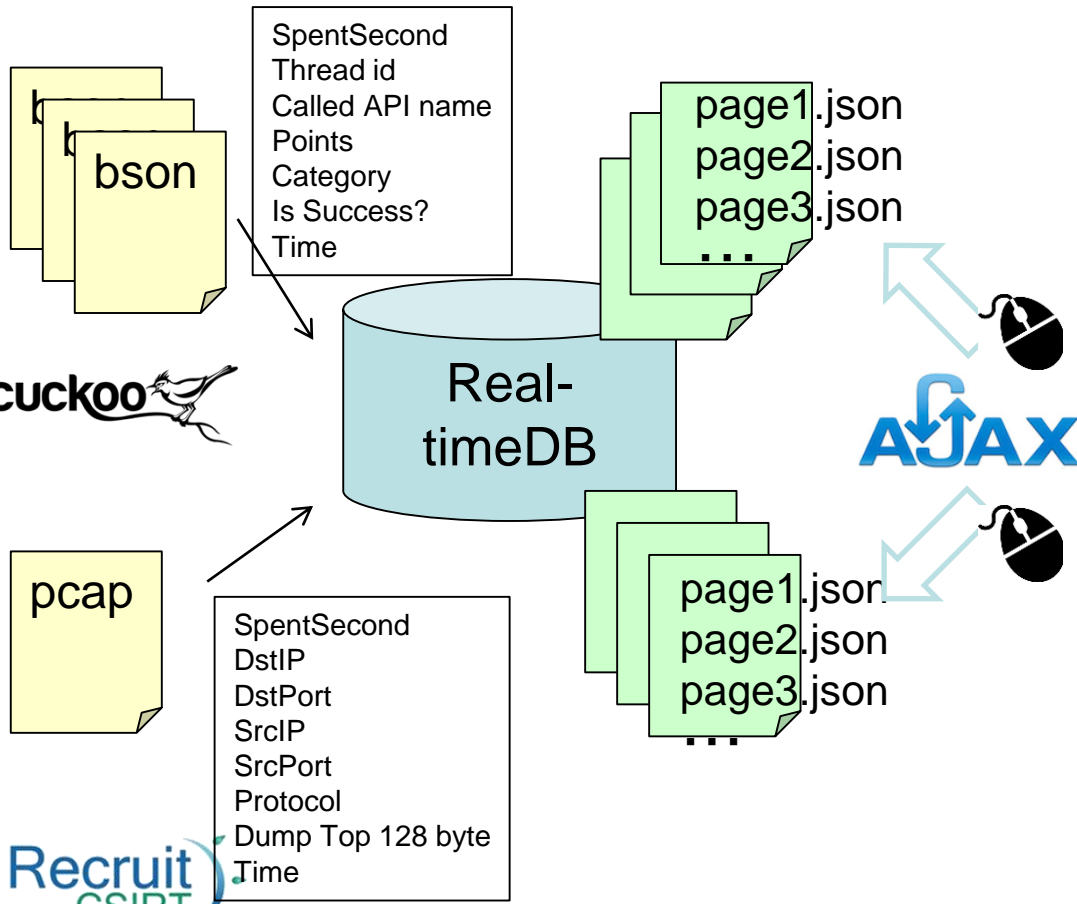 SpentSecond
Thread id
Called API name
Points
Category
Is Success?
Time
bson
page1.json
page2.json
page3.json
...
cuckoo
Real-
timeDB
AJAX
pcap
SpentSecond
DstIP
DstPort
SrcIP
SrcPort
Protocol
Dump Top 128 byte
Time
page1.json
page2.json
page3.json
...
Recruit
CSIRT